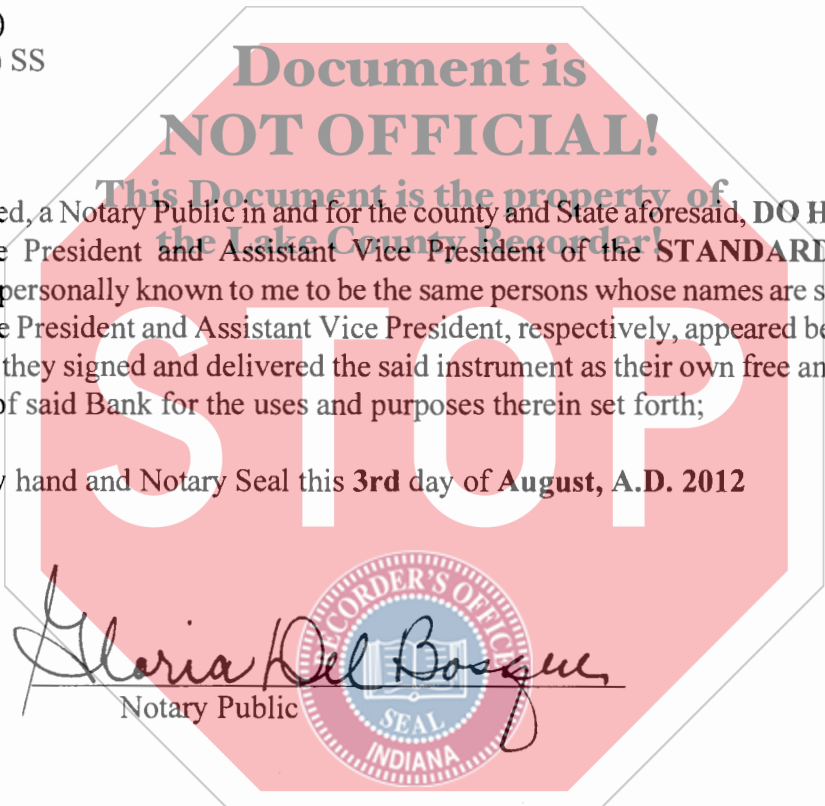 )
) SS
Document is
NOT OFFICIAL!
This Document is the property of
the Lake County Recorder!
ed, a Notary Public in and for the county and State aforesaid, DO H
e President and Assistant Vice President of the STANDARD
personally known to me to be the same persons whose names are s
e President and Assistant Vice President, respectively, appeared be
they signed and delivered the said instrument as their own free an
of said Bank for the uses and purposes therein set forth;
STOP
y hand and Notary Seal this 3rd day of August, A.D. 2012
Gloria Del Bosque
Notary Public
RECORDER'S OFFICE
SEAL
INDIANA